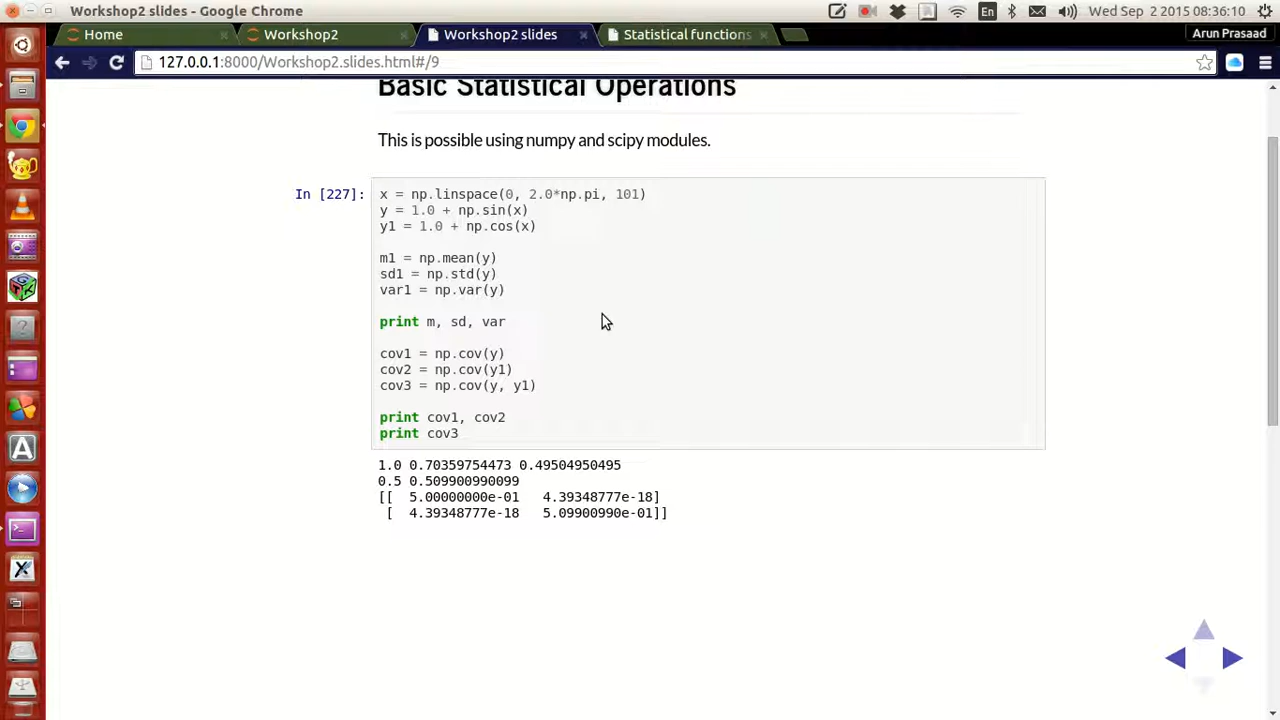 Workshop2 slides - Google Chrome
En
Wed Sep 2 2015 08:36:10
Home
Workshop2
Workshop2 slides
Statistical functions
Arun Prasaad
127.0.0.1:8000/Workshop2.slides.html#/9
Basic Statistical Operations
This is possible using numpy and scipy modules.
In [227]:
x = np.linspace(0, 2.0*np.pi, 101)
y = 1.0 + np.sin(x)
y1 = 1.0 + np.cos(x)
m1 = np.mean(y)
sd1 = np.std(y)
var1 = np.var(y)
print m, sd, var
cov1 = np.cov(y)
cov2 = np.cov(y1)
cov3 = np.cov(y, y1)
print cov1, cov2
print cov3
1.0 0.70359754473 0.49504950495
0.5 0.509900990099
[[ 5.00000000e-01 4.39348777e-18]
[ 4.39348777e-18 5.09900990e-01]]